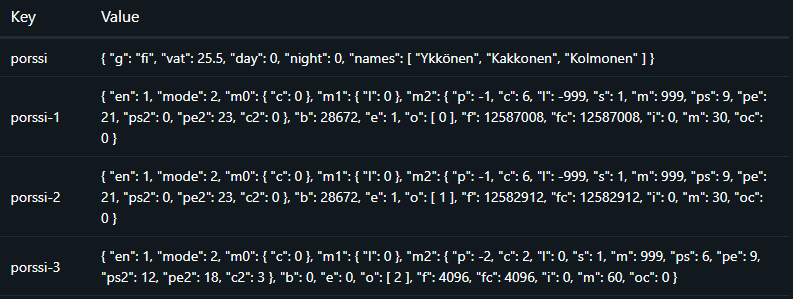 Key Value
porssi { "g": "fi", "vat": 25.5, "day": 0, "night": 0, "names": [ "Ykkönen", "Kakkonen", "Kolmonen" ] }
{ "en": 1, "mode": 2, "m0": { "c": 0 }, "m1": { "l": 0 }, "m2": { "p": -1, "c": 6, "l": -999, "s": 1, "m": 999, "ps": 9, "pe":
porssi-1 21, "ps2": 0, "pe2": 23, "c2": 0 }, "b": 28672, "e": 1, "o": [ 0 ], "f": 12587008, "fc": 12587008, "i": 0, "m": 30, "oc":
0 }
{ "en": 1, "mode": 2, "m0": { "c": 0 }, "m1": { "l": 0 }, "m2": { "p": -1, "c": 6, "l": -999, "s": 1, "m": 999, "ps": 9, "pe":
porssi-2 21, "ps2": 0, "pe2": 23, "c2": 0 }, "b": 28672, "e": 1, "o": [ 1 ], "f": 12582912, "fc": 12582912, "i": 0, "m": 30, "oc":
0 }
{ "en": 1, "mode": 2, "m0": { "c": 0 }, "m1": { "l": 0 }, "m2": { "p": -2, "c": 2, "l": 0, "s": 1, "m": 999, "ps": 6, "pe": 9,
porssi-3 "ps2": 12, "pe2": 18, "c2": 3 }, "b": 0, "e": 0, "o": [ 2 ], "f": 4096, "fc": 4096, "i": 0, "m": 60, "oc": 0 }